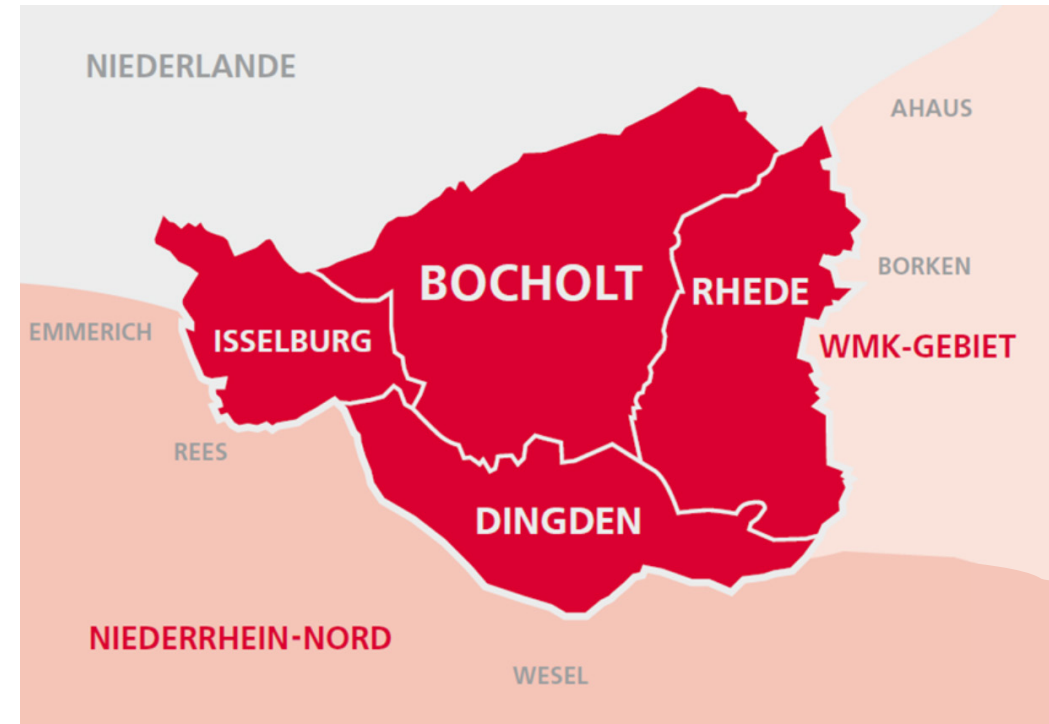 NIEDERLANDE
AHAUS
BOCHOLT
BORKEN
RHEDE
EMMERICH
ISSELBURG
WMK-GEBIET
REES
DINGDEN
NIEDERRHEIN-NORD
WESEL